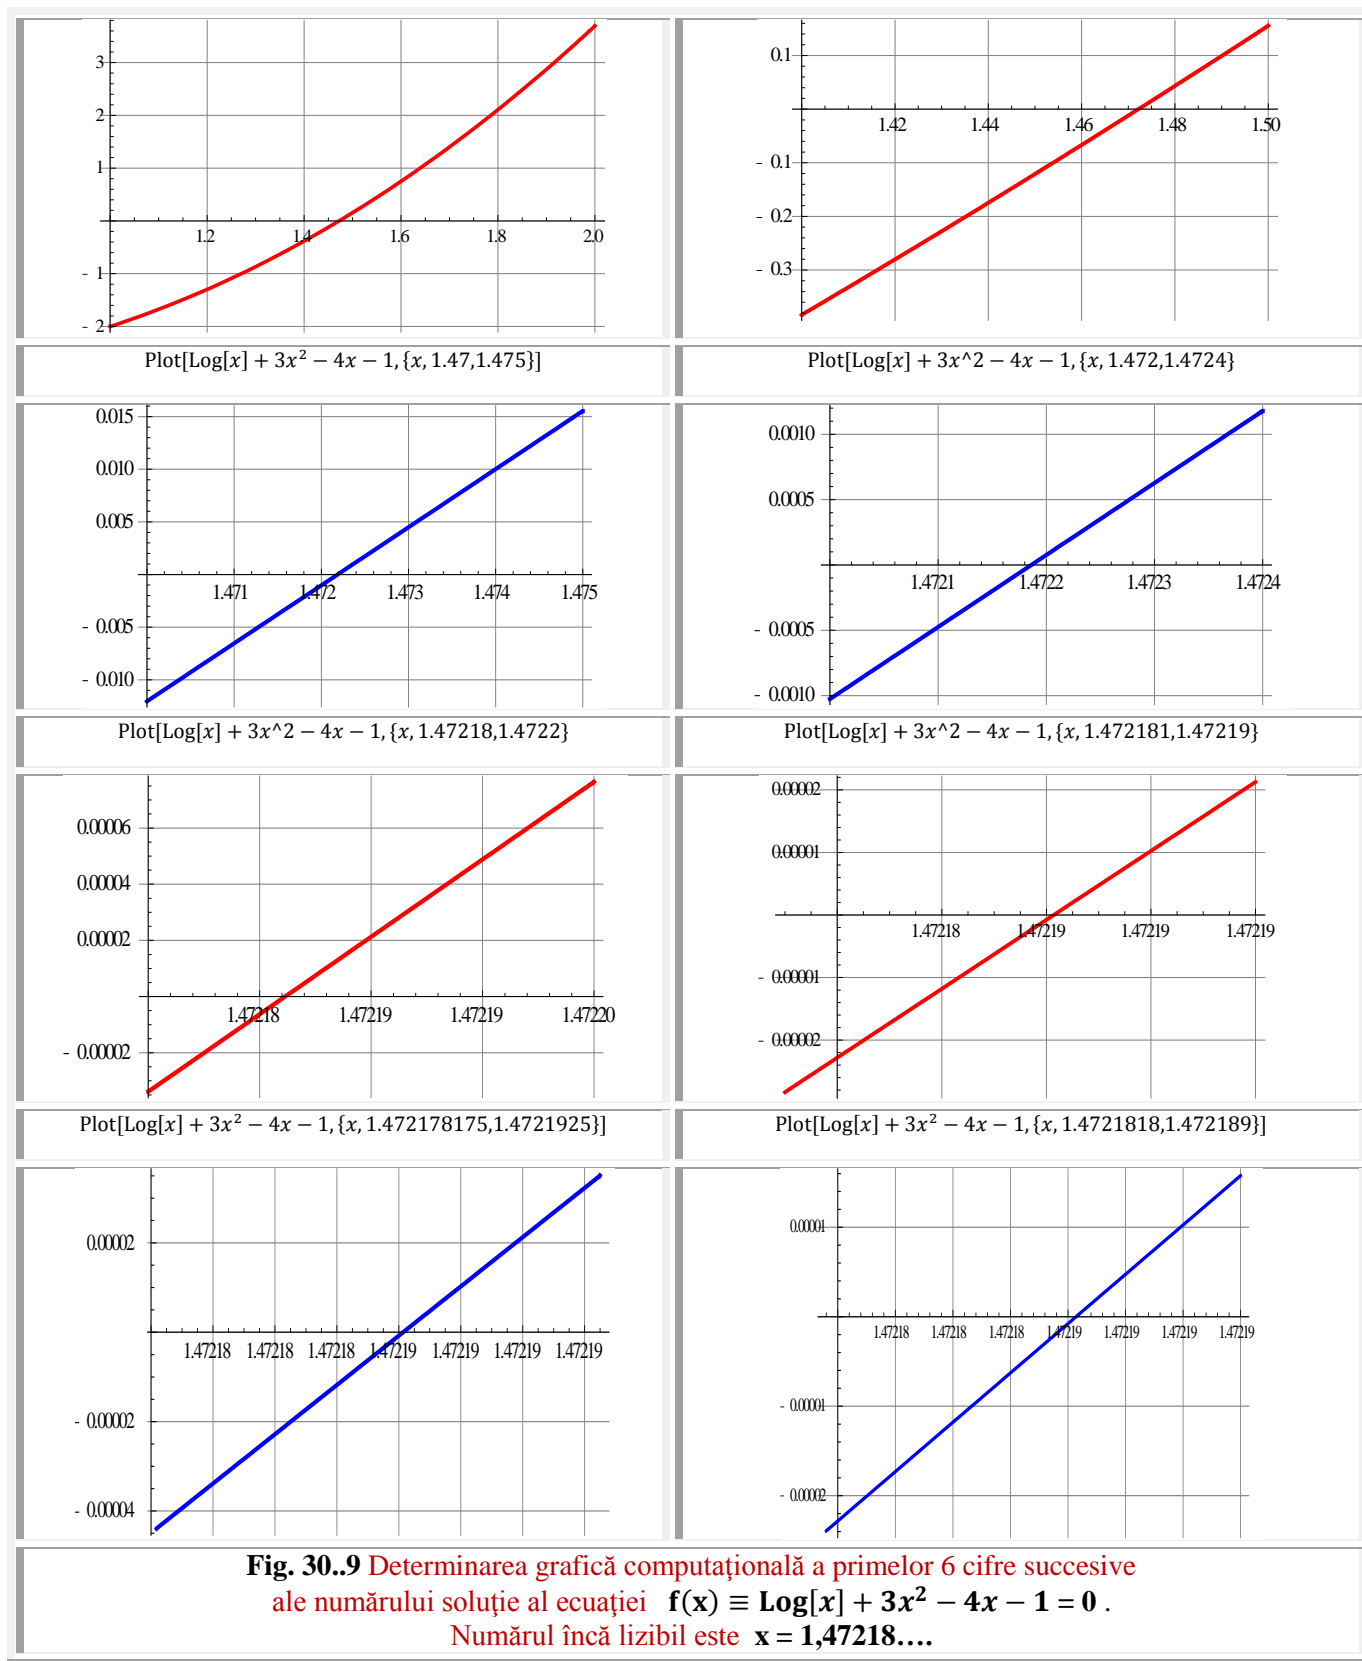 3
2
1
1.2 1.4 1.6 1.8 2.0
- 1
- 2
0.1
1.42 1.44 1.46 1.48 1.50
- 0.1
- 0.2
- 0.3
Plot[Log[x] + 3x² − 4x − 1, {x, 1.47,1.475}]
Plot[Log[x] + 3x^2 − 4x − 1, {x, 1.472,1.4724}
0.015
0.010
0.005
1.471 1.472 1.473 1.474 1.475
- 0.005
- 0.010
0.0010
0.0005
1.4721 1.4722 1.4723 1.4724
- 0.0005
- 0.0010
Plot[Log[x] + 3x^2 − 4x − 1, {x, 1.47218,1.4722}
Plot[Log[x] + 3x^2 − 4x − 1, {x, 1.472181,1.47219}
0.00006
0.00004
0.00002
1.47218 1.47219 1.47219 1.47220
- 0.00002
0.00002
0.00001
1.47218 1.47219 1.47219 1.47219
- 0.00001
- 0.00002
Plot[Log[x] + 3x² − 4x − 1, {x, 1.472178175,1.4721925}]
Plot[Log[x] + 3x² − 4x − 1, {x, 1.4721818,1.472189}]
0.00002
1.47218 1.47218 1.47218 1.47219 1.47219 1.47219 1.47219
- 0.00002
- 0.00004
0.00001
1.47218 1.47218 1.47218 1.47219 1.47219 1.47219 1.47219
- 0.00001
- 0.00002
Fig. 30..9 Determinarea grafică computaţională a primelor 6 cifre succesive
ale numărului soluţie al ecuaţiei f(x) ≡ Log[x] + 3x² − 4x − 1 = 0 .
Numărul încă lizibil este x = 1,47218….